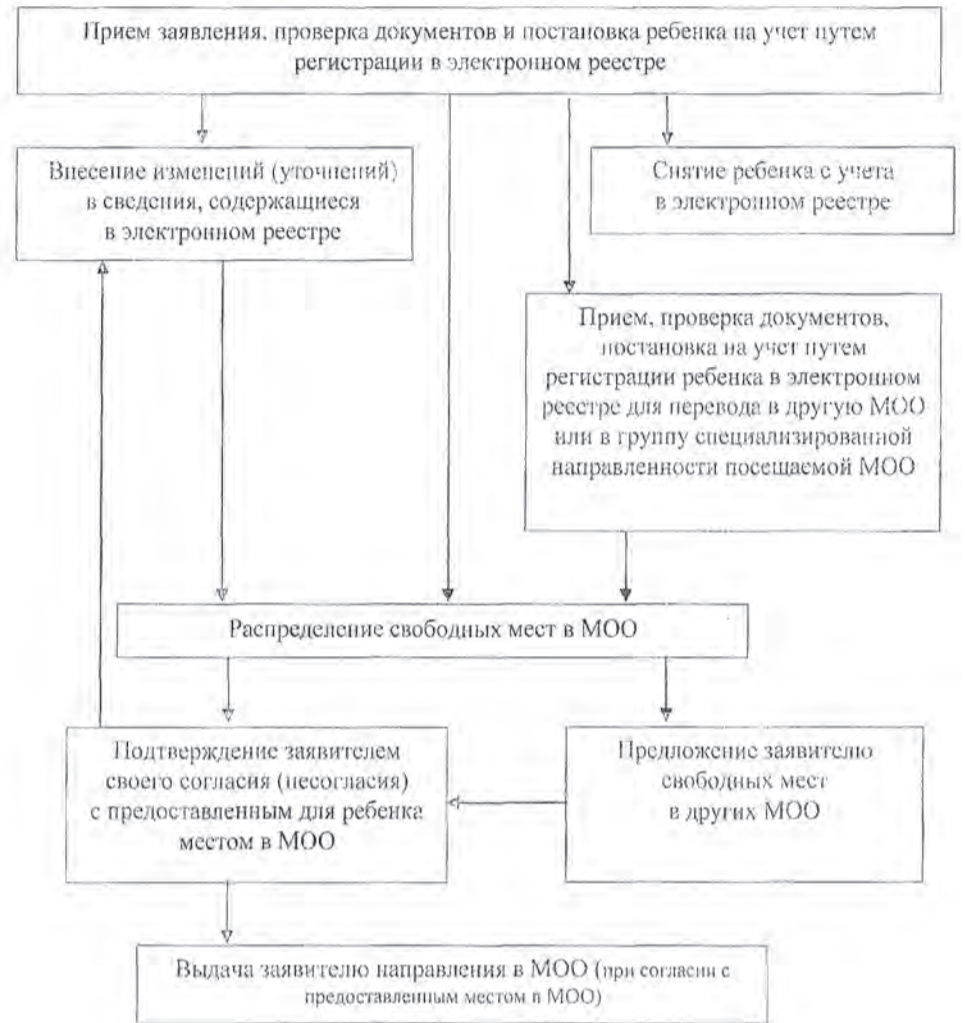 Прием заявления, проверка документов и постановка ребенка на учет путем
регистрации в электронном реестре
Внесение изменений (уточнений)
в сведения, содержащиеся
в электронном реестре
Снятие ребенка с учета
в электронном реестре
Прием, проверка документов,
постановка на учет путем
регистрации ребенка в электронном
реестре для перевода в другую МОО
или в группу специализированной
направленности посещаемой МОО
Распределение свободных мест в МОО
Подтверждение заявителем
своего согласия (несогласия)
с предоставленным для ребенка
местом в МОО
Предложение заявителю
свободных мест
в других МОО
Выдача заявителю направления в МОО (при согласии с
предоставленным местом в МОО)